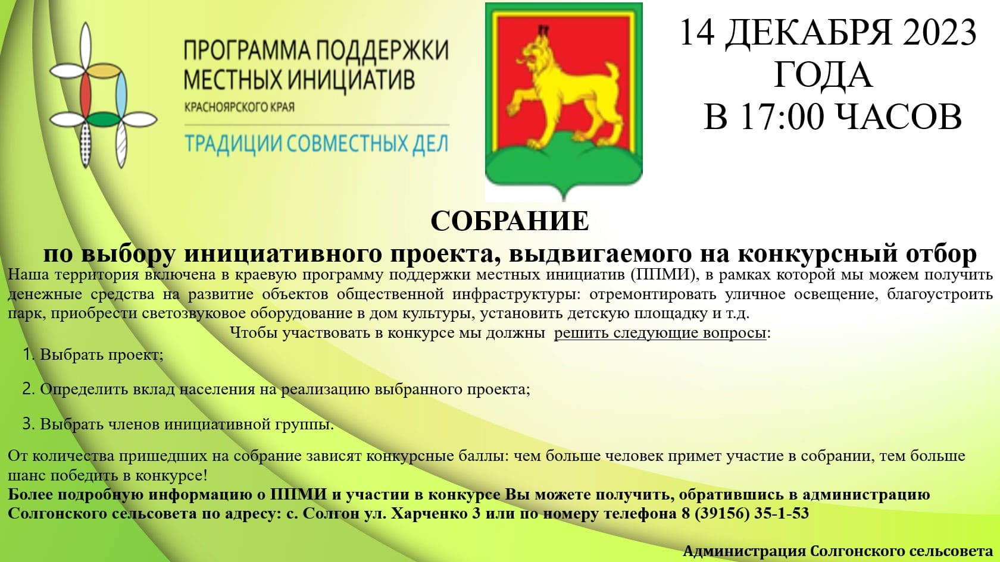 ПРОГРАММА ПОДДЕРЖКИ
МЕСТНЫХ ИНИЦИАТИВ
КРАСНОЯРСКОГО КРАЯ
ТРАДИЦИИ СОВМЕСТНЫХ ДЕЛ
14 ДЕКАБРЯ 2023
ГОДА
В 17:00 ЧАСОВ
СОБРАНИЕ
по выбору инициативного проекта, выдвигаемого на конкурсный отбор
Наша территория включена в краевую программу поддержки местных инициатив (ППМИ), в рамках которой мы можем получить
денежные средства на развитие объектов общественной инфраструктуры: отремонтировать уличное освещение, благоустроить
парк, приобрести светозвуковое оборудование в дом культуры, установить детскую площадку и т.д.
Чтобы участвовать в конкурсе мы должны решить следующие вопросы:
1. Выбрать проект;
2. Определить вклад населения на реализацию выбранного проекта;
3. Выбрать членов инициативной группы.
От количества пришедших на собрание зависят конкурсные баллы: чем больше человек примет участие в собрании, тем больше
шанс победить в конкурсе!
Более подробную информацию о ППМИ и участии в конкурсе Вы можете получить, обратившись в администрацию
Солгонского сельсовета по адресу: с. Солгон ул. Харченко 3 или по номеру телефона 8 (39156) 35-1-53
Администрация Солгонского сельсовета